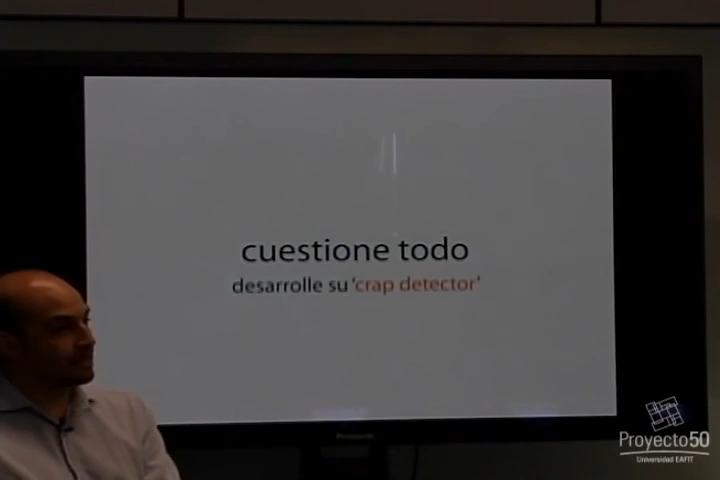 cuestione todo
desarrolle su 'crap detector'
Proyecto50
Universidad EAFIT